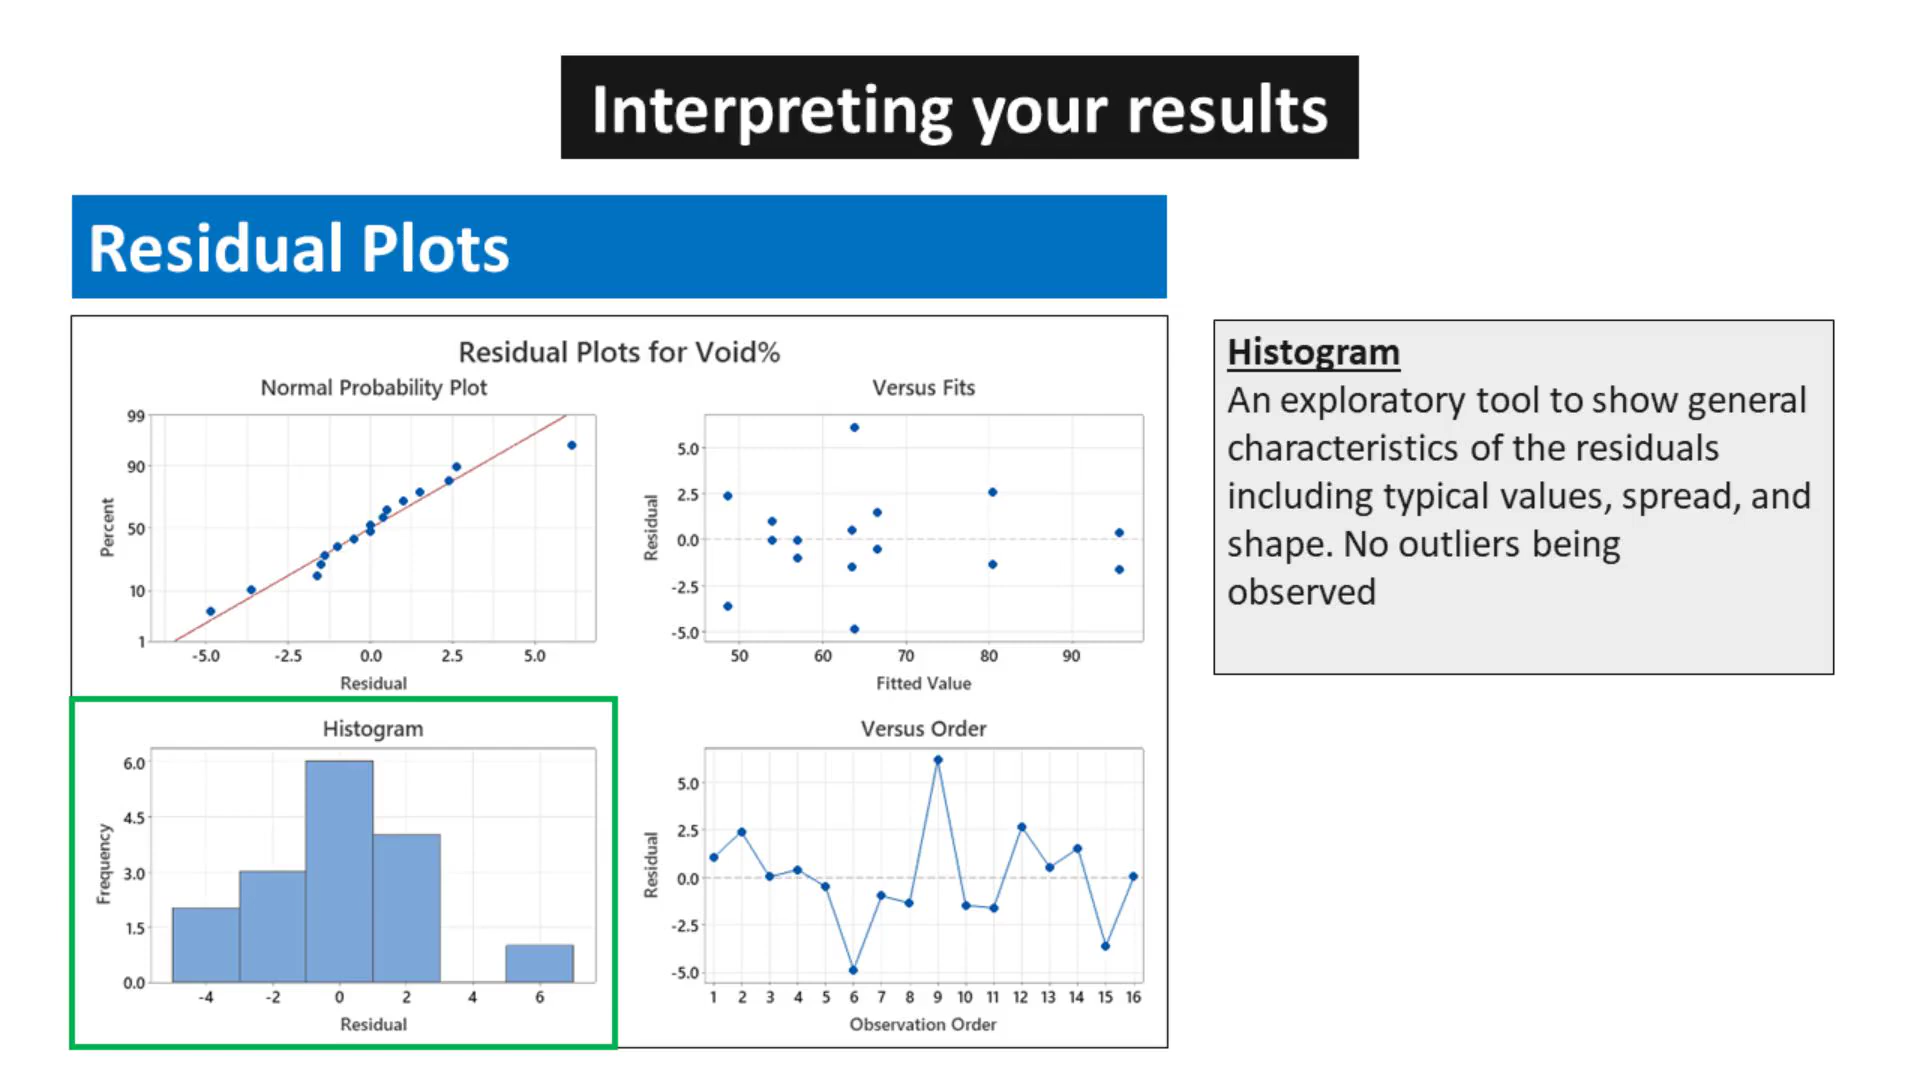 Interpreting your results
Residual Plots
Residual Plots for Void%
Normal Probability Plot
99
90
50
10
1
Percent
-5.0 -2.5 0.0 2.5 5.0
Residual
Versus Fits
5.0
2.5
0.0
-2.5
-5.0
Residual
50 60 70 80 90
Fitted Value
Histogram
6.0
4.5
3.0
1.5
0.0
Frequency
-4 -2 0 2 4 6
Residual
Versus Order
5.0
2.5
0.0
-2.5
-5.0
Residual
1 2 3 4 5 6 7 8 9 10 11 12 13 14 15 16
Observation Order
Histogram
An exploratory tool to show general
characteristics of the residuals
including typical values, spread, and
shape. No outliers being
observed